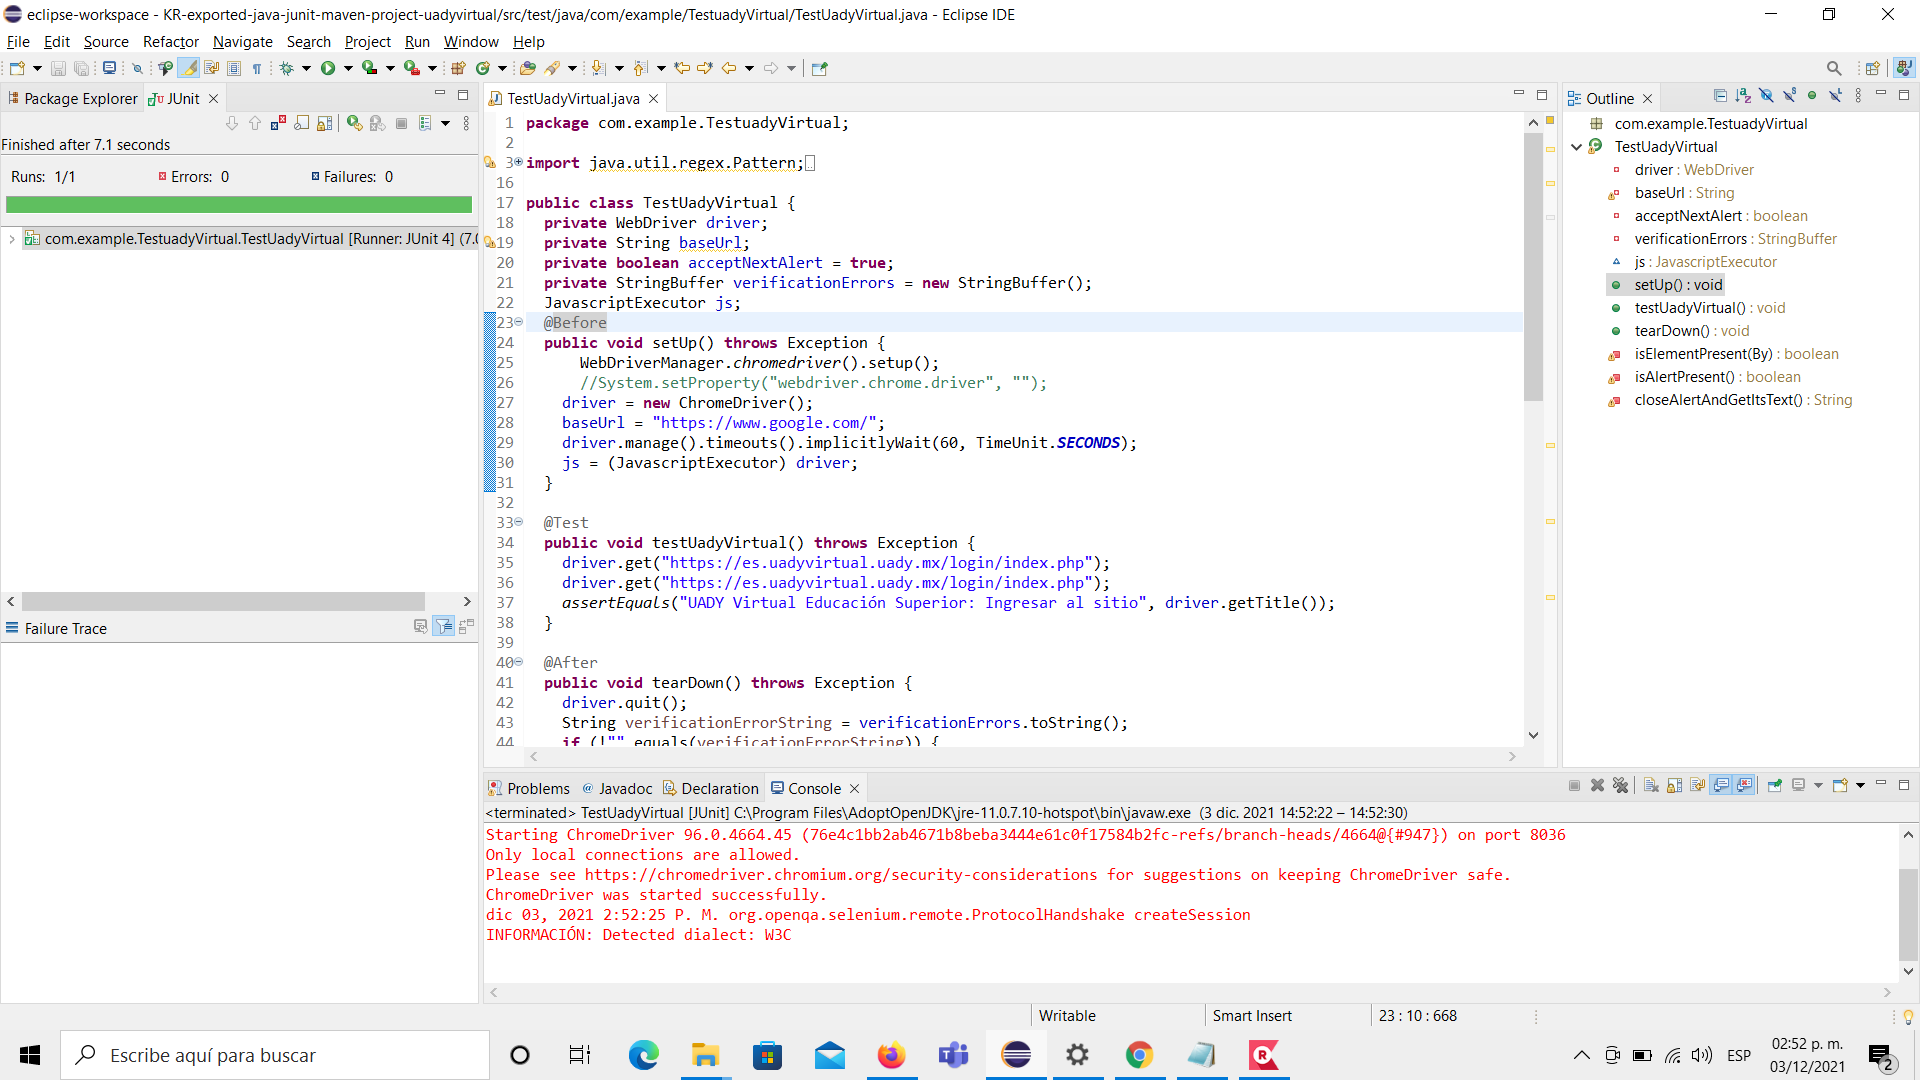 eclipse-workspace - KR-exported-java-junit-maven-project-uadyvirtual/src/test/java/com/example/TestuadyVirtual/TestUadyVirtual.java - Eclipse IDE
File Edit Source Refactor Navigate Search Project Run Window Help
Package Explorer JUnit
Finished after 7.1 seconds
Runs: 1/1 Errors: 0 Failures: 0
com.example.TestuadyVirtual.TestUadyVirtual [Runner: JUnit 4] (7.0
Failure Trace
TestUadyVirtual.java
1 package com.example.TestuadyVirtual;
2
3 import java.util.regex.Pattern;
16
17 public class TestUadyVirtual {
18 private WebDriver driver;
19 private String baseUrl;
20 private boolean acceptNextAlert = true;
21 private StringBuffer verificationErrors = new StringBuffer();
22 JavascriptExecutor js;
23 @Before
24 public void setUp() throws Exception {
25 WebDriverManager.chromedriver().setup();
26 //System.setProperty("webdriver.chrome.driver", "");
27 driver = new ChromeDriver();
28 baseUrl = "https://www.google.com/";
29 driver.manage().timeouts().implicitlyWait(60, TimeUnit.SECONDS);
30 js = (JavascriptExecutor) driver;
31 }
32
33 @Test
34 public void testUadyVirtual() throws Exception {
35 driver.get("https://es.uadyvirtual.uady.mx/login/index.php");
36 driver.get("https://es.uadyvirtual.uady.mx/login/index.php");
37 assertEquals("UADY Virtual Educación Superior: Ingresar al sitio", driver.getTitle());
38 }
39
40 @After
41 public void tearDown() throws Exception {
42 driver.quit();
43 String verificationErrorString = verificationErrors.toString();
44 if (!"".equals(verificationErrorString)) {
Outline
com.example.TestuadyVirtual
TestUadyVirtual
driver : WebDriver
baseUrl : String
acceptNextAlert : boolean
verificationErrors : StringBuffer
js : JavascriptExecutor
setUp() : void
testUadyVirtual() : void
tearDown() : void
isElementPresent(By) : boolean
isAlertPresent() : boolean
closeAlertAndGetItsText() : String
Problems Javadoc Declaration Console
<terminated> TestUadyVirtual [JUnit] C:\Program Files\AdoptOpenJDK\jre-11.0.7.10-hotspot\bin\javaw.exe (3 dic. 2021 14:52:22 – 14:52:30)
Starting ChromeDriver 96.0.4664.45 (76e4c1bb2ab4671b8beba3444e61c0f17584b2fc-refs/branch-heads/4664@{#947}) on port 8036
Only local connections are allowed.
Please see https://chromedriver.chromium.org/security-considerations for suggestions on keeping ChromeDriver safe.
ChromeDriver was started successfully.
dic 03, 2021 2:52:25 P. M. org.openqa.selenium.remote.ProtocolHandshake createSession
INFORMACIÓN: Detected dialect: W3C
Writable Smart Insert 23 : 10 : 668
Escribe aquí para buscar
ESP
02:52 p. m.
03/12/2021
2